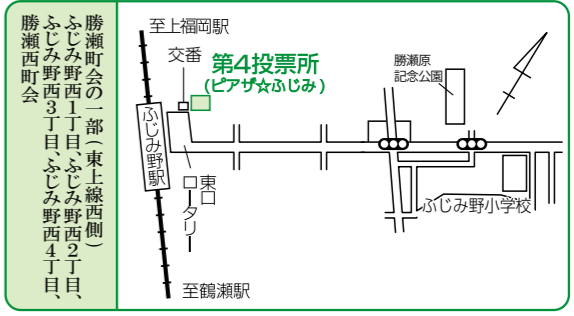 勝瀬町会の一部(東上線西側)
ふじみ野西1丁目、ふじみ野西2丁目、
ふじみ野西3丁目、ふじみ野西4丁目、
勝瀬西町会
至上福岡駅
交番
第4投票所
(ピアザ☆ふじみ)
勝瀬原
記念公園
ふじみ野駅
東口
ロータリー
ふじみ野小学校
至鶴瀬駅